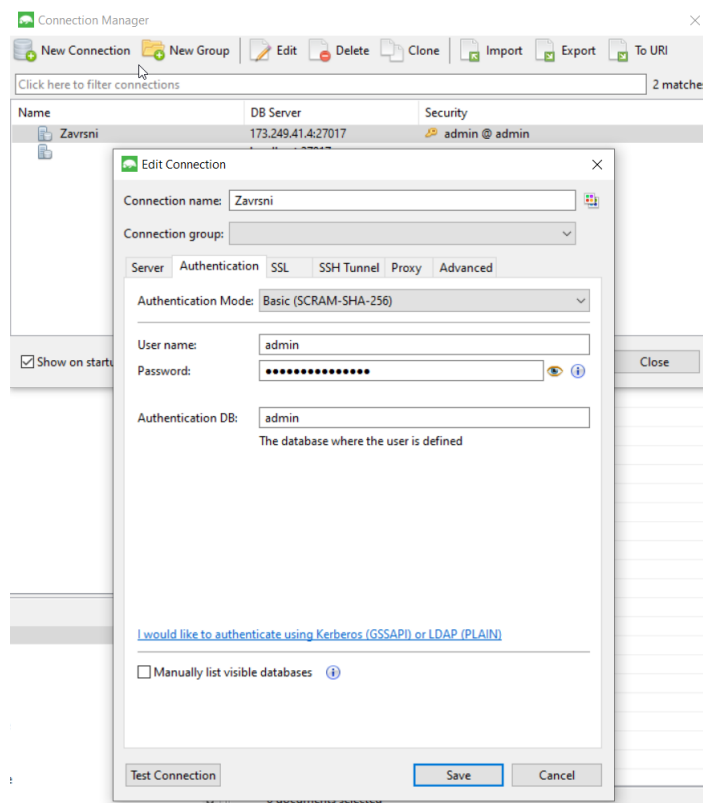 Connection Manager
New Connection New Group Edit Delete Clone Import Export To URI
Click here to filter connections 2 matche
Name DB Server Security
Zavrsni 173.249.41.4:27017 admin @ admin
Edit Connection
Connection name: Zavrsni
Connection group:
Server Authentication SSL SSH Tunnel Proxy Advanced
Authentication Mode: Basic (SCRAM-SHA-256)
User name: admin
Show on startu Close
Password: •••••••••••••••
Authentication DB: admin
The database where the user is defined
I would like to authenticate using Kerberos (GSSAPI) or LDAP (PLAIN)
Manually list visible databases
Test Connection Save Cancel